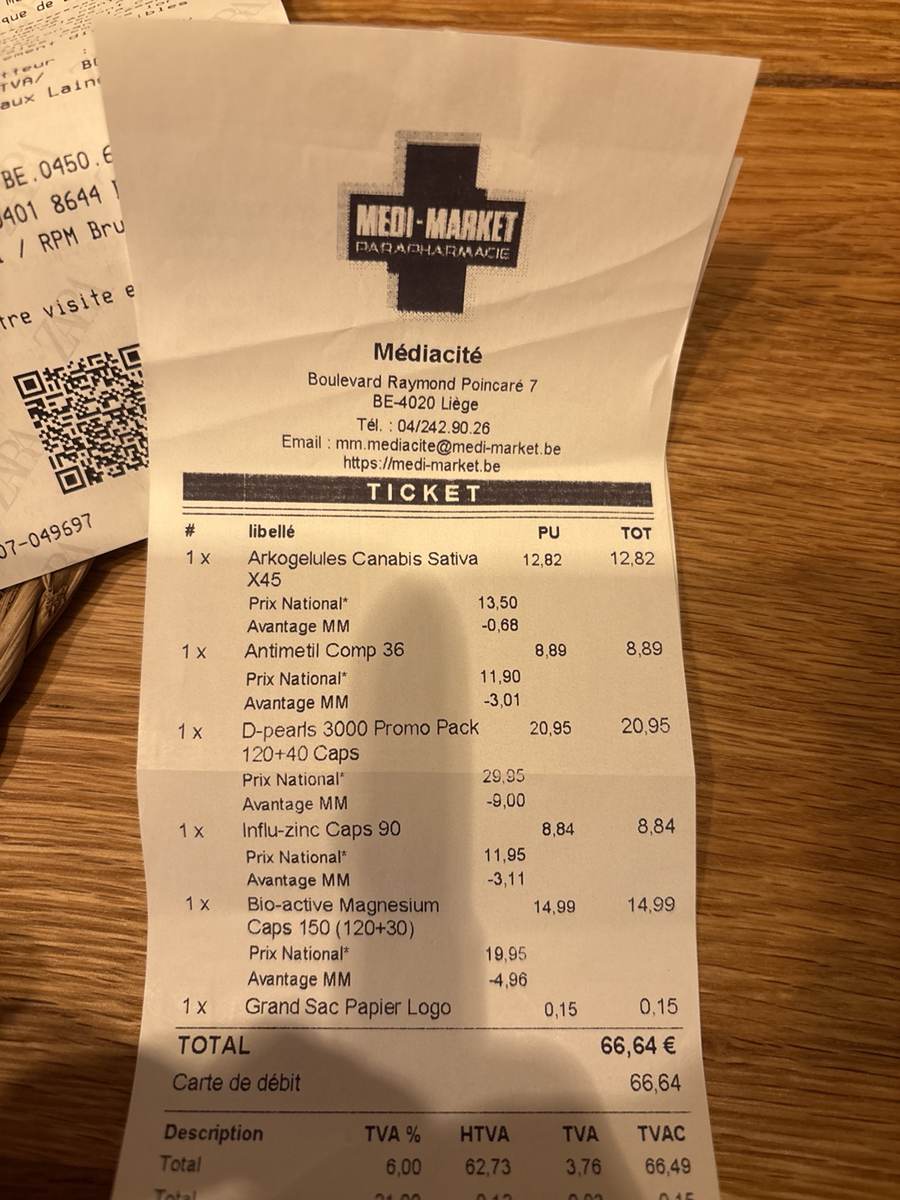 que de
BE.0450.6
0401 8644
/ RPM Bru
tre visite e
ZARA
07-049697
MEDI-MARKET
PARAPHARMACIE
Médiacité
Boulevard Raymond Poincaré 7
BE-4020 Liège
Tél. : 04/242.90.26
Email : mm.mediacite@medi-market.be
https://medi-market.be
TICKET
# libellé PU TOT
1 x Arkogelules Canabis Sativa 12,82 12,82
X45
Prix National* 13,50
Avantage MM -0,68
1 x Antimetil Comp 36 8,89 8,89
Prix National* 11,90
Avantage MM -3,01
1 x D-pearls 3000 Promo Pack 20,95 20,95
120+40 Caps
Prix National* 29,95
Avantage MM -9,00
1 x Influ-zinc Caps 90 8,84 8,84
Prix National* 11,95
Avantage MM -3,11
1 x Bio-active Magnesium 14,99 14,99
Caps 150 (120+30)
Prix National* 19,95
Avantage MM -4,96
1 x Grand Sac Papier Logo 0,15 0,15
TOTAL 66,64 €
Carte de débit 66,64
Description TVA % HTVA TVA TVAC
Total 6,00 62,73 3,76 66,49
Total